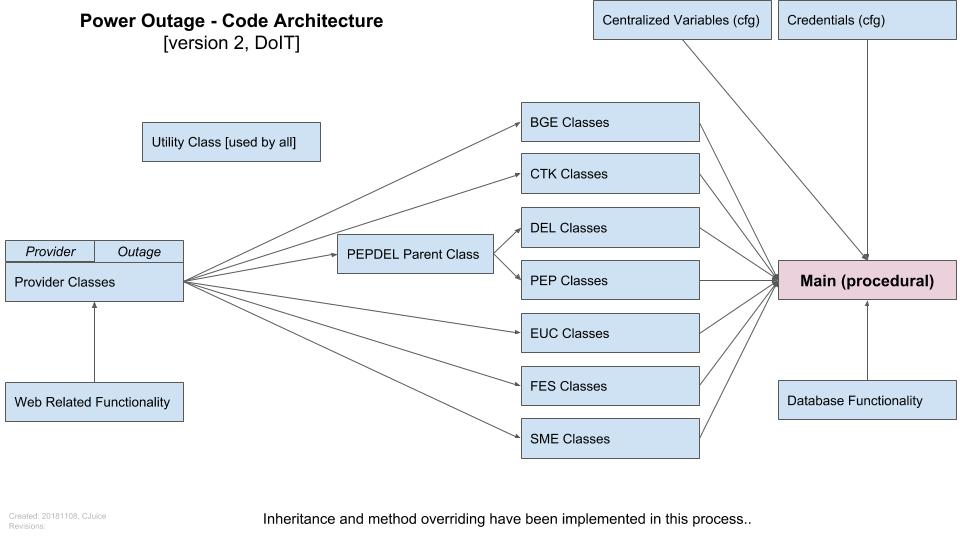 Power Outage - Code Architecture
[version 2, DoIT]
Centralized Variables (cfg)
Credentials (cfg)
Utility Class [used by all]
BGE Classes
CTK Classes
DEL Classes
PEPDEL Parent Class
PEP Classes
Provider
Outage
Provider Classes
Main (procedural)
EUC Classes
FES Classes
Web Related Functionality
Database Functionality
SME Classes
Created: 20181108, CJuice
Revisions:
Inheritance and method overriding have been implemented in this process..